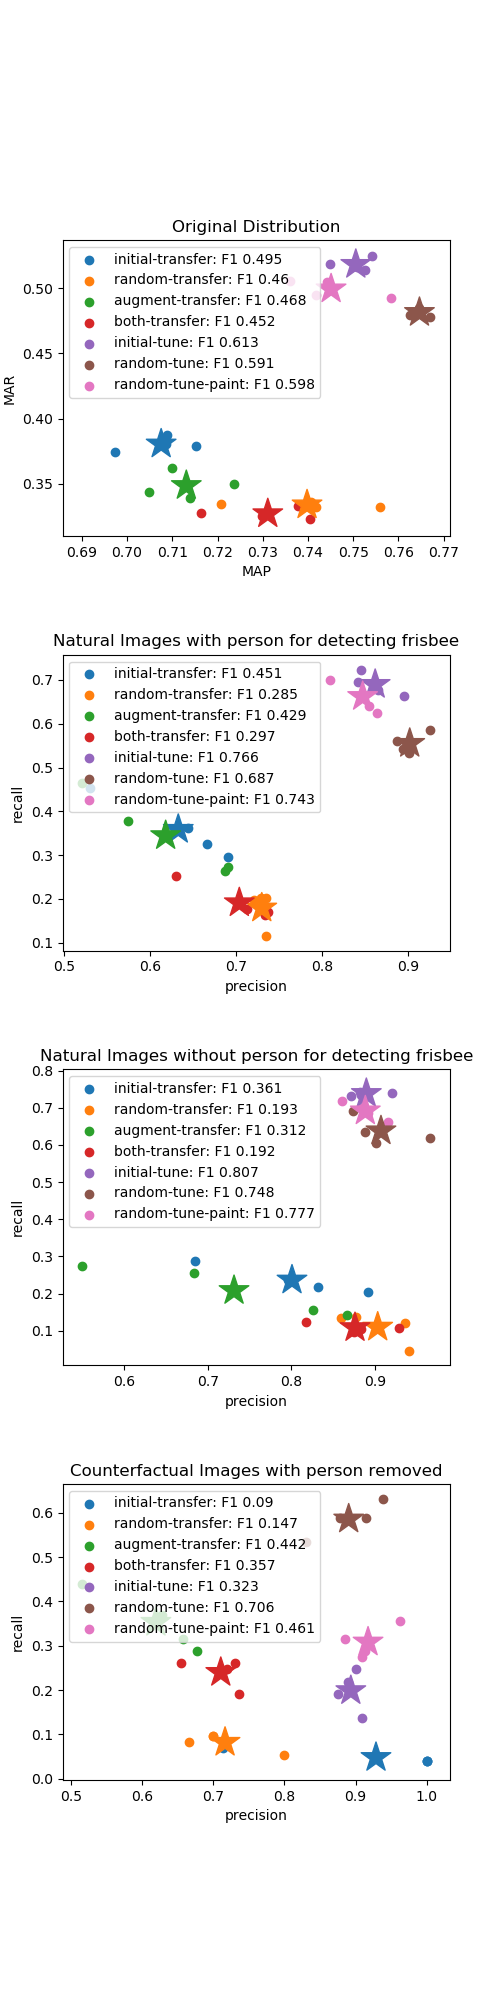 Original Distribution
initial-transfer: F1 0.495
random-transfer: F1 0.46
augment-transfer: F1 0.468
both-transfer: F1 0.452
initial-tune: F1 0.613
random-tune: F1 0.591
random-tune-paint: F1 0.598
MAR
0.50
0.45
0.40
0.35
0.69 0.70 0.71 0.72 0.73 0.74 0.75 0.76 0.77
MAP
Natural Images with person for detecting frisbee
initial-transfer: F1 0.451
random-transfer: F1 0.285
augment-transfer: F1 0.429
both-transfer: F1 0.297
initial-tune: F1 0.766
random-tune: F1 0.687
random-tune-paint: F1 0.743
recall
0.7
0.6
0.5
0.4
0.3
0.2
0.1
0.5 0.6 0.7 0.8 0.9
precision
Natural Images without person for detecting frisbee
initial-transfer: F1 0.361
random-transfer: F1 0.193
augment-transfer: F1 0.312
both-transfer: F1 0.192
initial-tune: F1 0.807
random-tune: F1 0.748
random-tune-paint: F1 0.777
recall
0.8
0.7
0.6
0.5
0.4
0.3
0.2
0.1
0.6 0.7 0.8 0.9
precision
Counterfactual Images with person removed
initial-transfer: F1 0.09
random-transfer: F1 0.147
augment-transfer: F1 0.442
both-transfer: F1 0.357
initial-tune: F1 0.323
random-tune: F1 0.706
random-tune-paint: F1 0.461
recall
0.6
0.5
0.4
0.3
0.2
0.1
0.0
0.5 0.6 0.7 0.8 0.9 1.0
precision